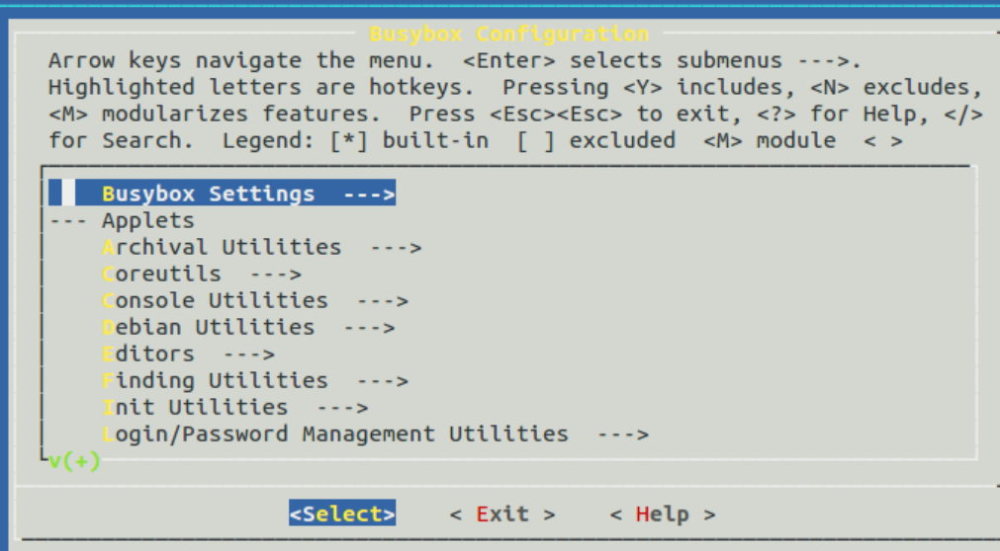 Busybox Configuration
Arrow keys navigate the menu.  <Enter> selects submenus --->.
Highlighted letters are hotkeys.  Pressing <Y> includes, <N> excludes,
<M> modularizes features.  Press <Esc><Esc> to exit, <?> for Help, </>
for Search.  Legend: [*] built-in  [ ] excluded  <M> module  < >
Busybox Settings  --->
--- Applets
Archival Utilities  --->
Coreutils  --->
Console Utilities  --->
Debian Utilities  --->
Editors  --->
Finding Utilities  --->
Init Utilities  --->
Login/Password Management Utilities  --->
v(+)
<Select>    < Exit >    < Help >